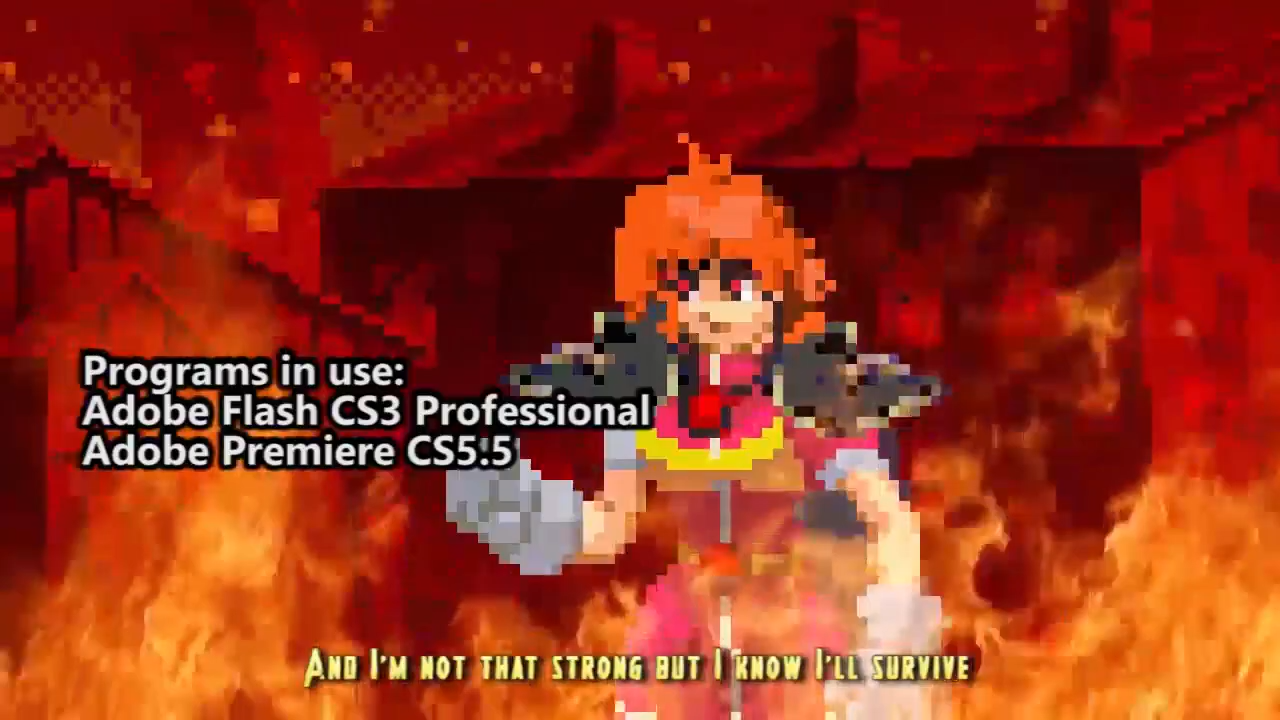 Programs in use:
Adobe Flash CS3 Professional
Adobe Premiere CS5.5
And I'm not that strong but I know I'll survive